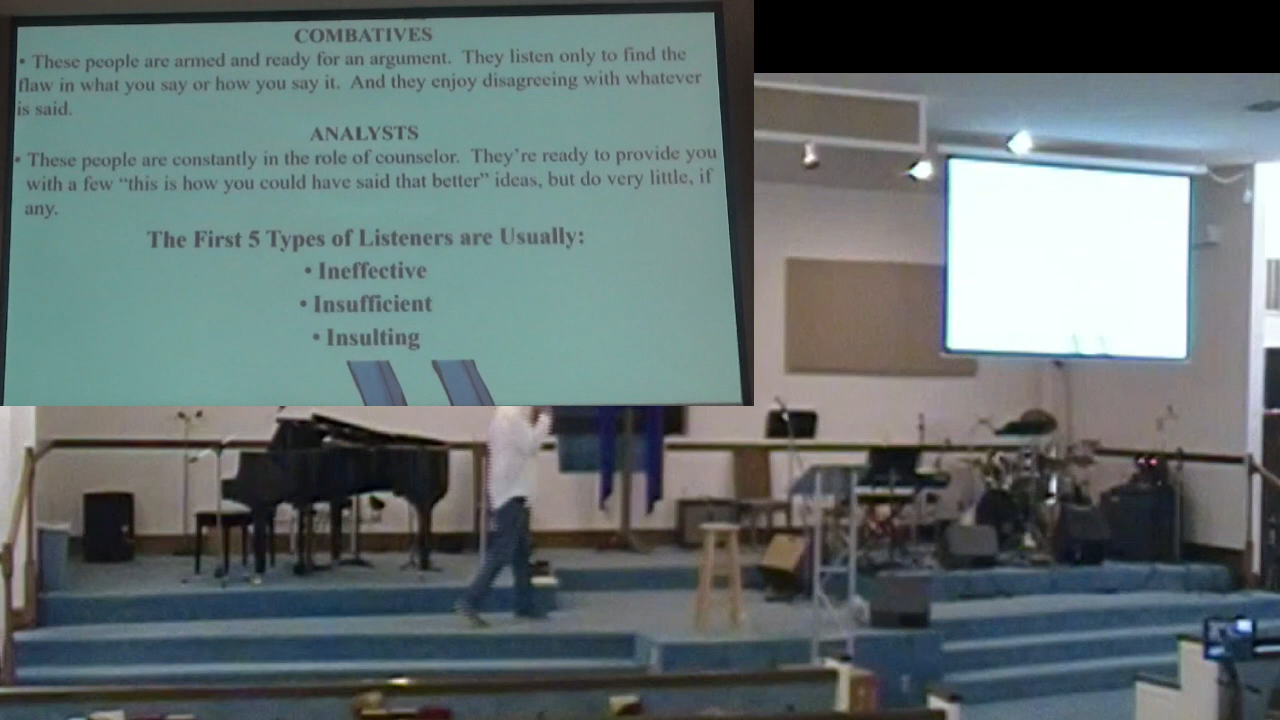 COMBATIVES
• These people are armed and ready for an argument. They listen only to find the
flaw in what you say or how you say it. And they enjoy disagreeing with whatever
is said.
ANALYSTS
• These people are constantly in the role of counselor. They're ready to provide you
with a few “this is how you could have said that better” ideas, but do very little, if
any.
The First 5 Types of Listeners are Usually:
• Ineffective
• Insufficient
• Insulting